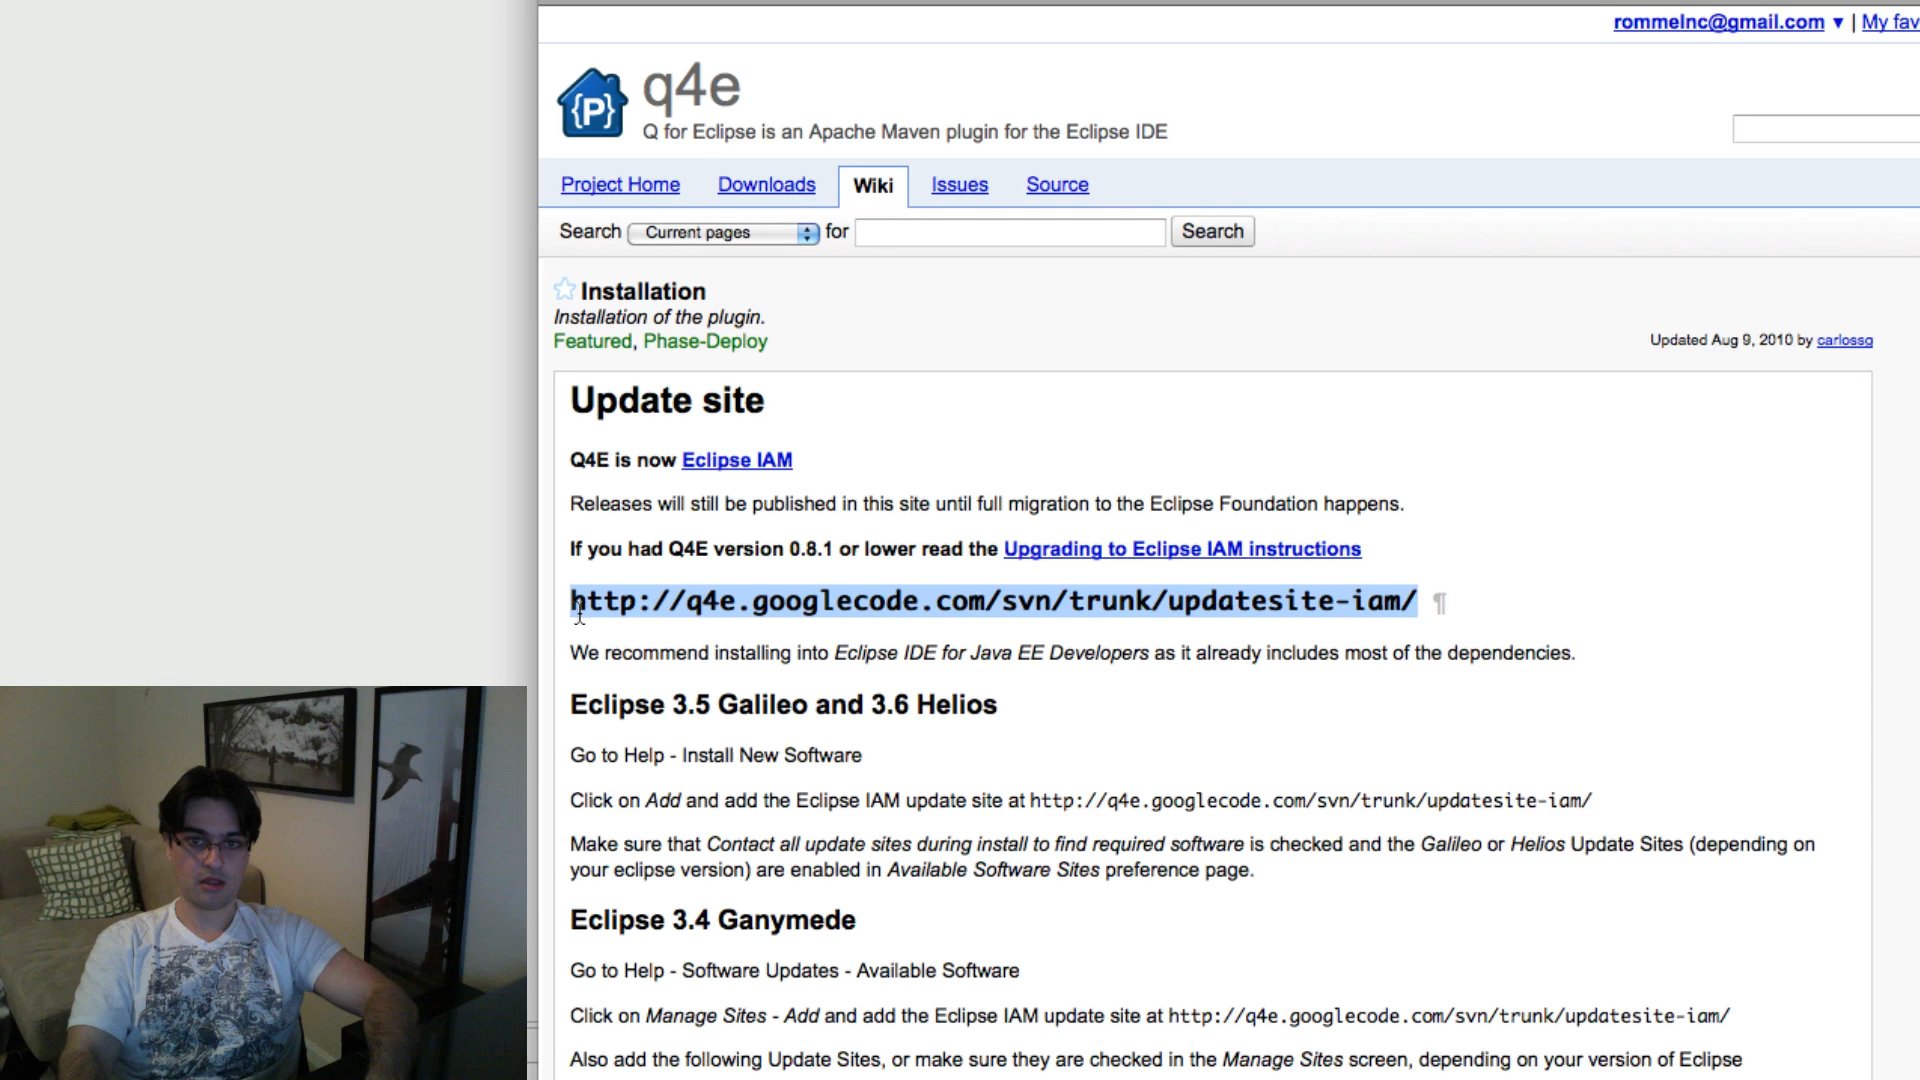 rommelnc@gmail.com ▼ | My fav
{P}
q4e
Q for Eclipse is an Apache Maven plugin for the Eclipse IDE
Project Home Downloads Wiki Issues Source
Search Current pages for Search
Installation
Installation of the plugin.
Featured, Phase-Deploy
Updated Aug 9, 2010 by carlossg
Update site
Q4E is now Eclipse IAM
Releases will still be published in this site until full migration to the Eclipse Foundation happens.
If you had Q4E version 0.8.1 or lower read the Upgrading to Eclipse IAM instructions
http://q4e.googlecode.com/svn/trunk/updatesite-iam/ ¶
We recommend installing into Eclipse IDE for Java EE Developers as it already includes most of the dependencies.
Eclipse 3.5 Galileo and 3.6 Helios
Go to Help - Install New Software
Click on Add and add the Eclipse IAM update site at http://q4e.googlecode.com/svn/trunk/updatesite-iam/
Make sure that Contact all update sites during install to find required software is checked and the Galileo or Helios Update Sites (depending on
your eclipse version) are enabled in Available Software Sites preference page.
Eclipse 3.4 Ganymede
Go to Help - Software Updates - Available Software
Click on Manage Sites - Add and add the Eclipse IAM update site at http://q4e.googlecode.com/svn/trunk/updatesite-iam/
Also add the following Update Sites, or make sure they are checked in the Manage Sites screen, depending on your version of Eclipse